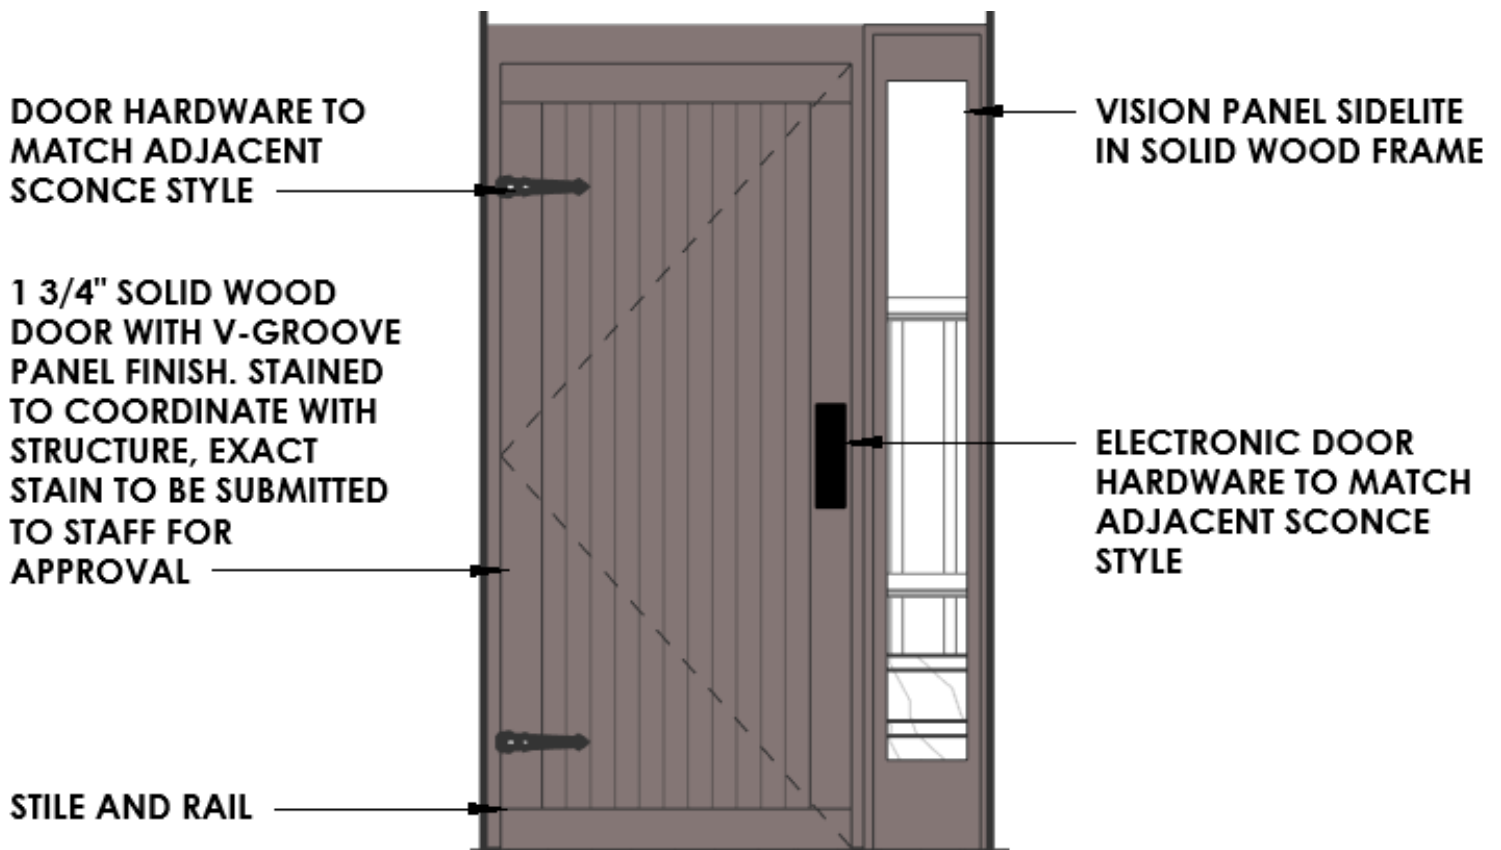 DOOR HARDWARE TO
MATCH ADJACENT
SCONCE STYLE
1 3/4" SOLID WOOD
DOOR WITH V-GROOVE
PANEL FINISH. STAINED
TO COORDINATE WITH
STRUCTURE, EXACT
STAIN TO BE SUBMITTED
TO STAFF FOR
APPROVAL
STILE AND RAIL
VISION PANEL SIDELITE
IN SOLID WOOD FRAME
ELECTRONIC DOOR
HARDWARE TO MATCH
ADJACENT SCONCE
STYLE